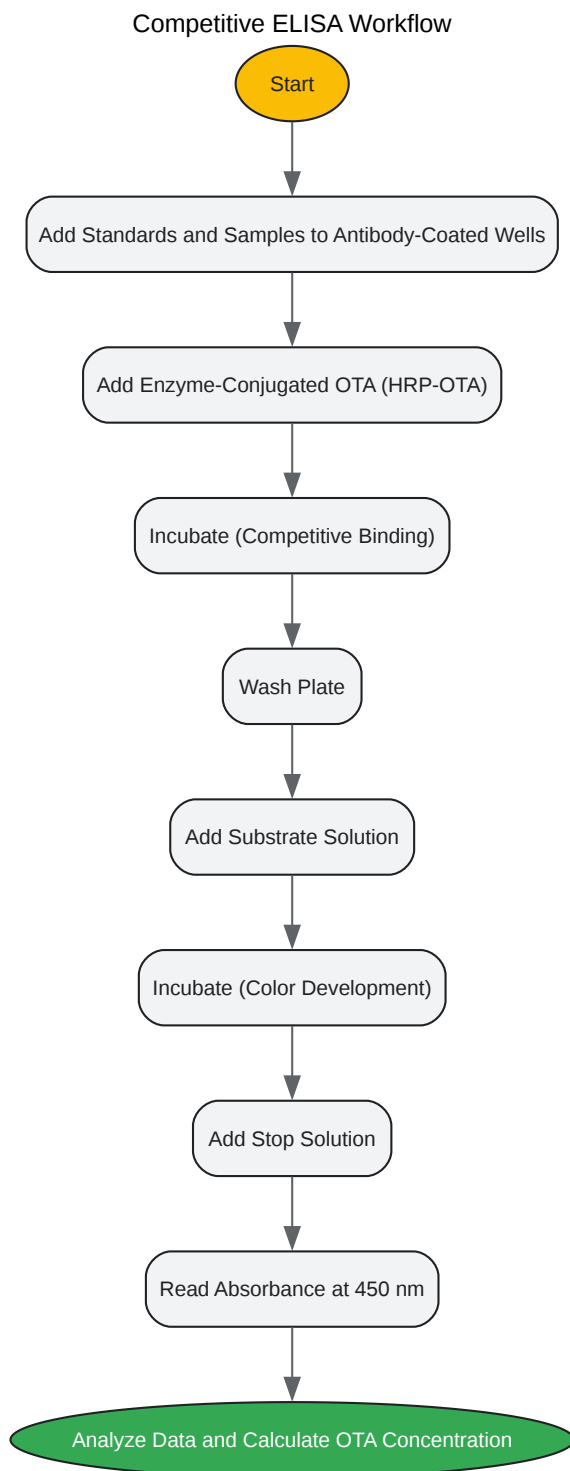 Competitive ELISA Workflow
Start
Add Standards and Samples to Antibody-Coated Wells
Add Enzyme-Conjugated OTA (HRP-OTA)
Incubate (Competitive Binding)
Wash Plate
Add Substrate Solution
Incubate (Color Development)
Add Stop Solution
Read Absorbance at 450 nm
Analyze Data and Calculate OTA Concentration